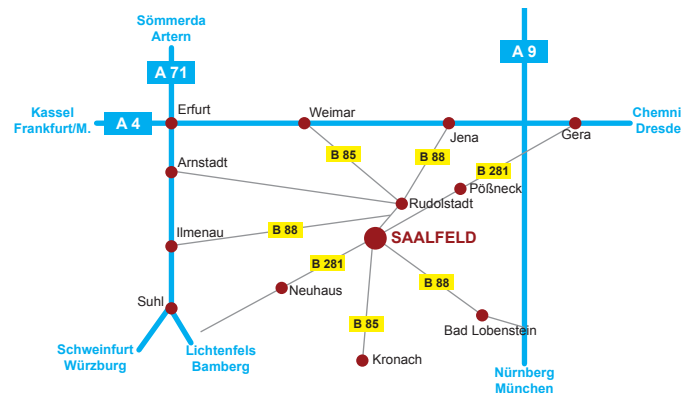 Sömmerda
Artern
A 9
A 71
Kassel
Frankfurt/M.
A 4
Erfurt
Weimar
Jena
Gera
Chemni
Dresde
B 85
B 88
B 281
Arnstadt
Pößneck
Rudolstadt
Ilmenau
B 88
SAALFELD
B 281
Neuhaus
B 88
Suhl
B 85
Bad Lobenstein
Schweinfurt
Würzburg
Lichtenfels
Bamberg
Kronach
Nürnberg
München